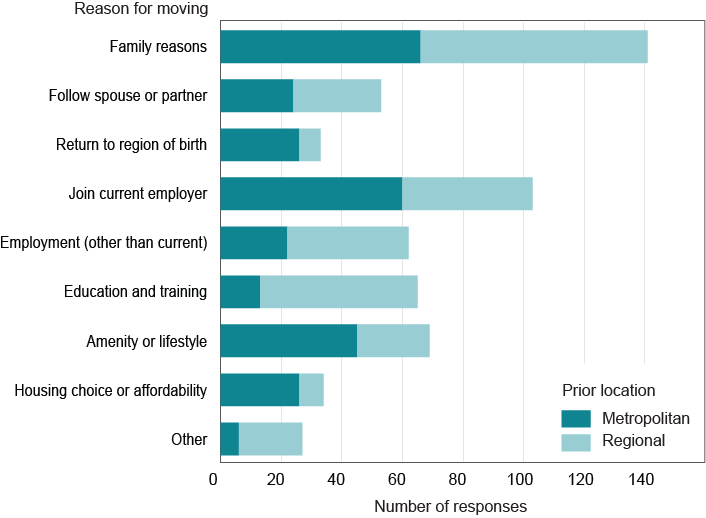 Reason for moving
Family reasons
Follow spouse or partner
Return to region of birth
Join current employer
Employment (other than current)
Education and training
Amenity or lifestyle
Housing choice or affordability
Other
Prior location
Metropolitan
Regional
0 20 40 60 80 100 120 140
Number of responses